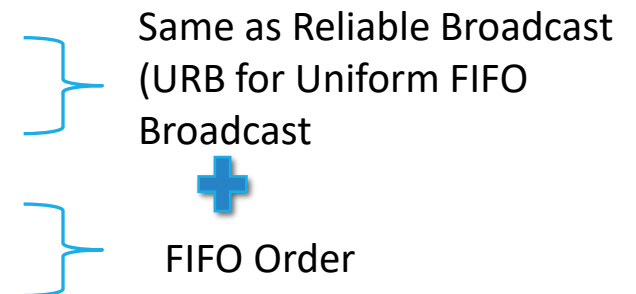 Same as Reliable Broadcast
(URB for Uniform FIFO
Broadcast
FIFO Order